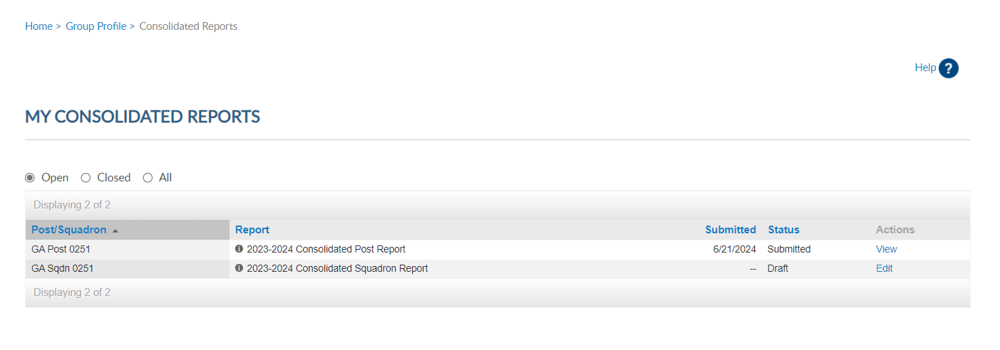 Home > Group Profile > Consolidated Reports
Help ?
MY CONSOLIDATED REPORTS
Open Closed All
Displaying 2 of 2
Post/Squadron Report Submitted Status Actions
GA Post 0251 2023-2024 Consolidated Post Report 6/21/2024 Submitted View
GA Sqdn 0251 2023-2024 Consolidated Squadron Report -- Draft Edit
Displaying 2 of 2